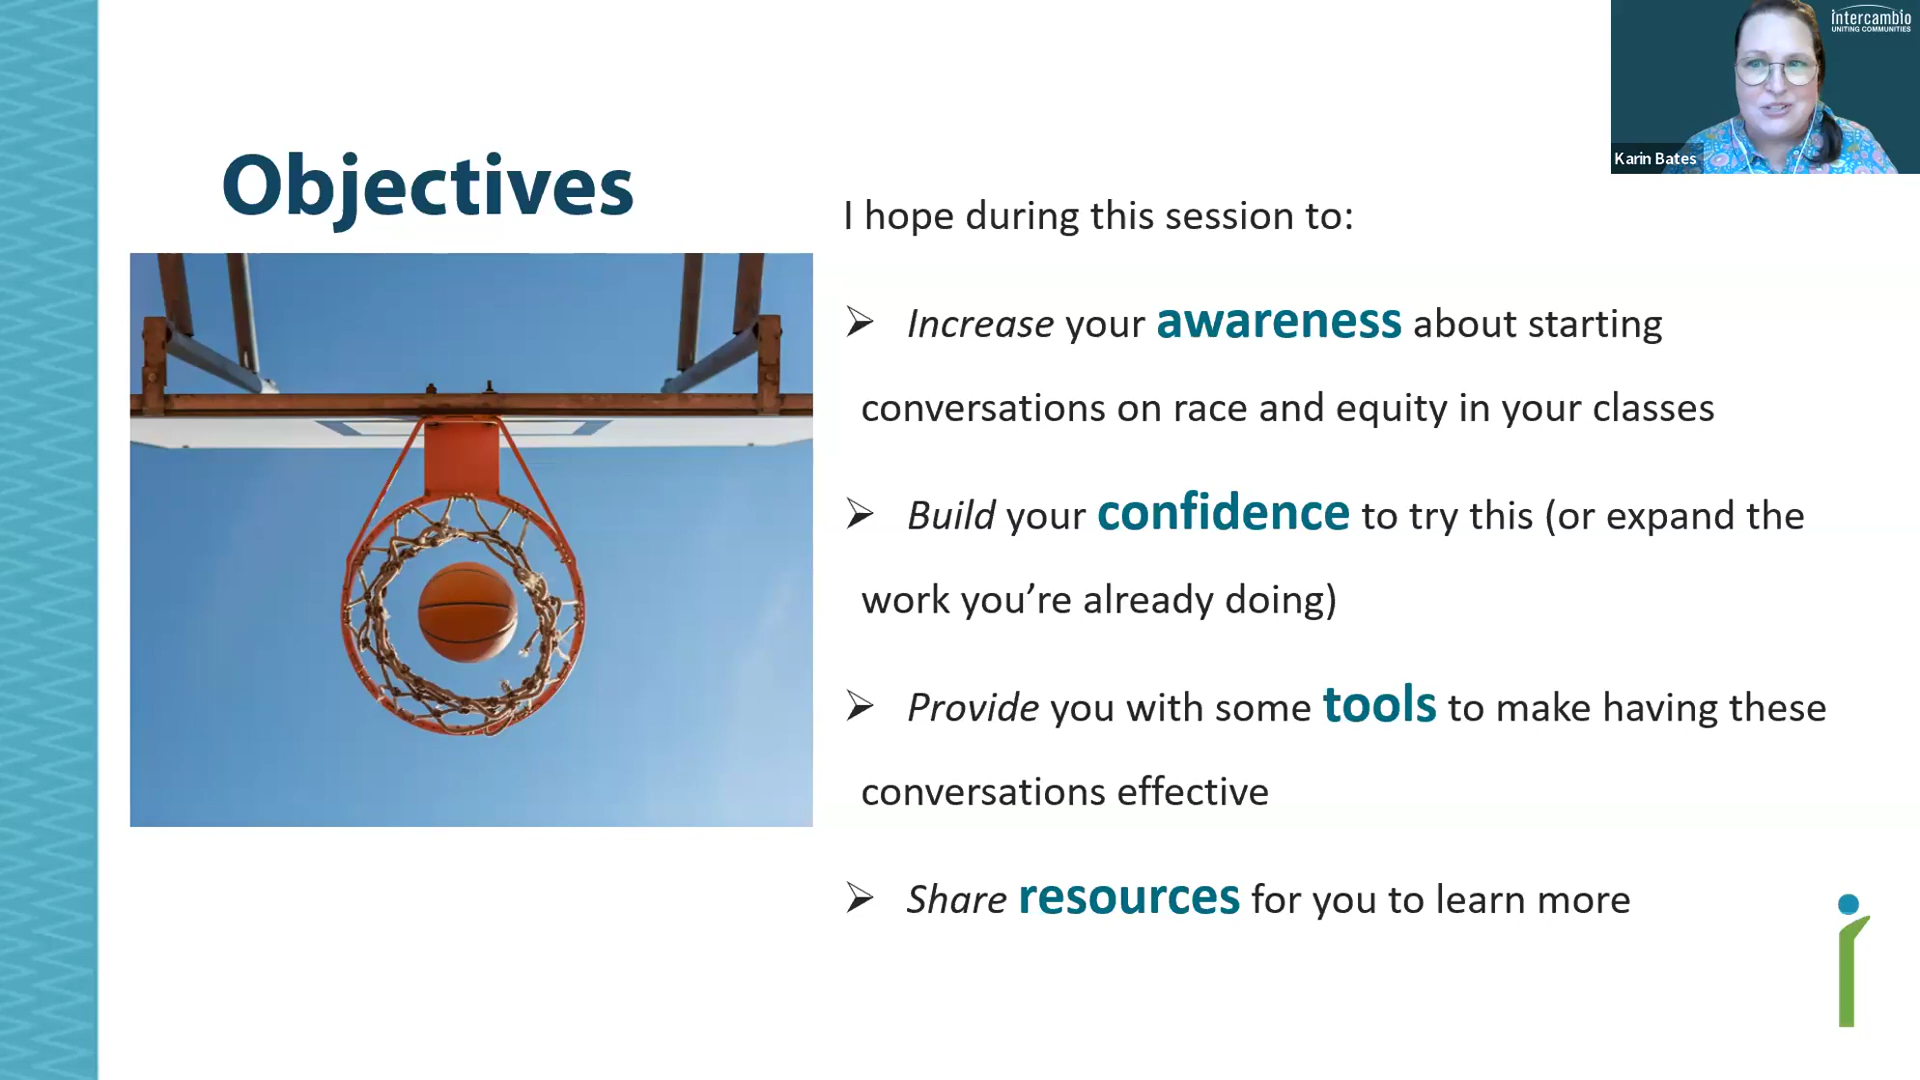 intercambio
UNITING COMMUNITIES
Karin Bates
Objectives
I hope during this session to:
➢ Increase your awareness about starting
conversations on race and equity in your classes
➢ Build your confidence to try this (or expand the
work you’re already doing)
➢ Provide you with some tools to make having these
conversations effective
➢ Share resources for you to learn more